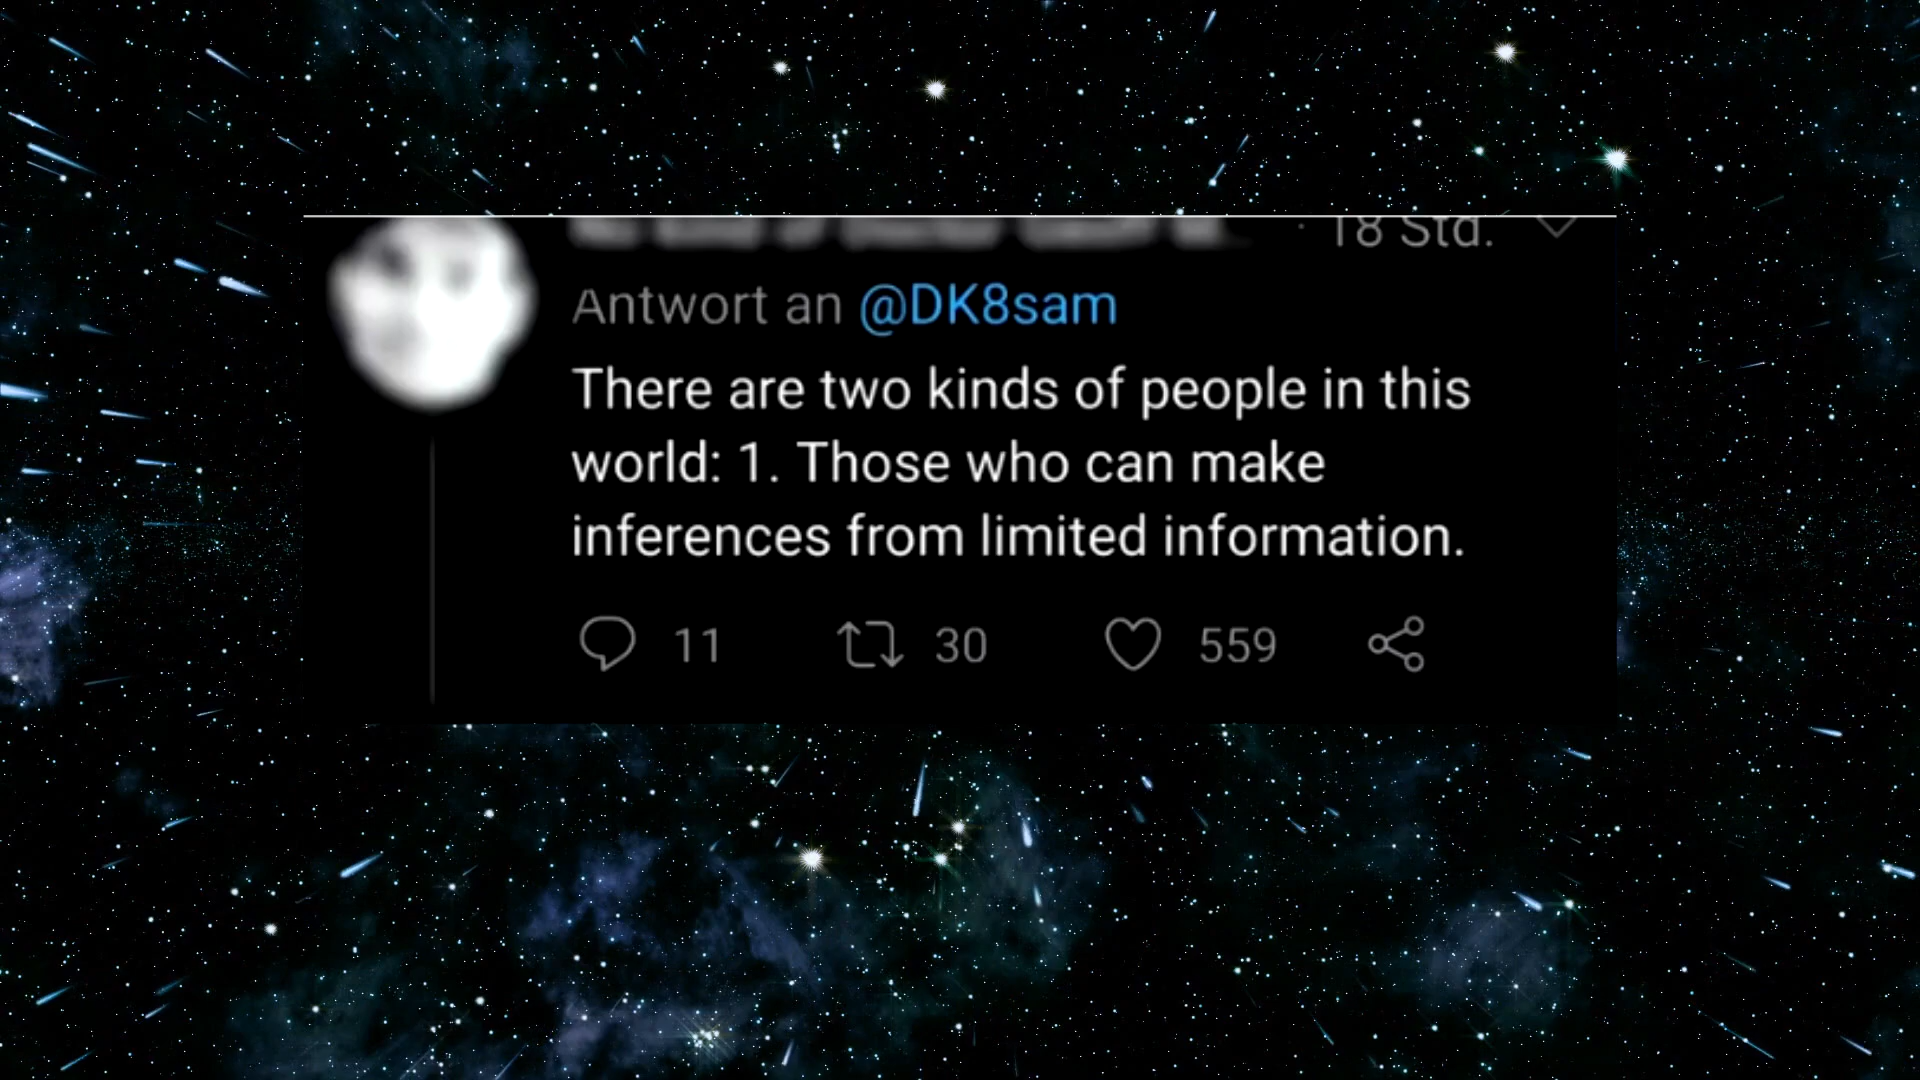 · 18 Std.
Antwort an @DK8sam
There are two kinds of people in this
world: 1. Those who can make
inferences from limited information.
11 30 559